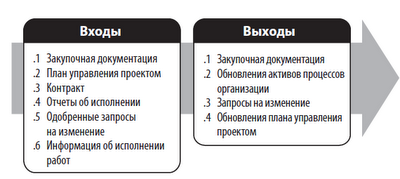 Входы
.1 Закупочная документация
.2 План управления проектом
.3 Контракт
.4 Отчеты об исполнении
.5 Одобренные запросы
на изменение
.6 Информация об исполнении
работ
Выходы
.1 Закупочная документация
.2 Обновления активов процессов
организации
.3 Запросы на изменение
.4 Обновления плана управления
проектом